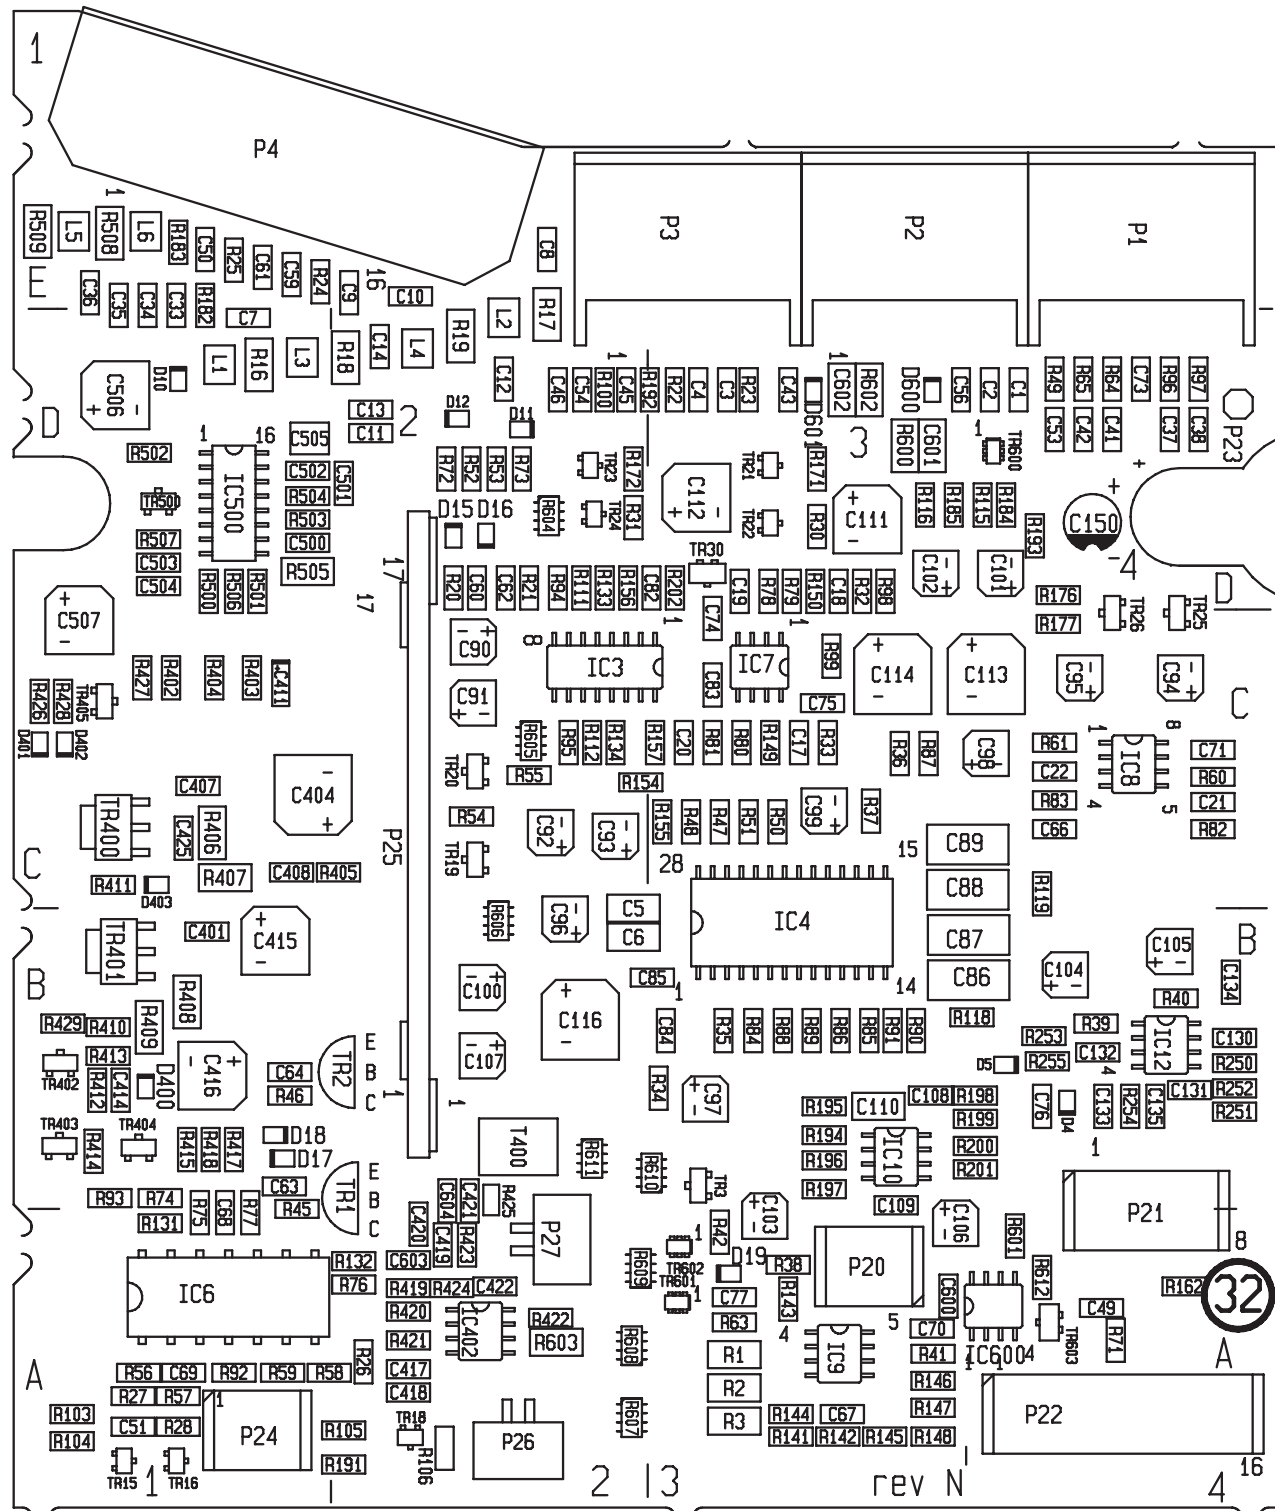 1
P4
P3
P2
P1
1
R509
L5
R508
L6
R183
C50
R25
C61
C59
R24
C9
16
C10
C8
E
C36
C35
C34
C33
R182
C7
L1
R16
L3
R18
C14
L4
R19
L2
R17
C12
1
1
C506
+
-
D10
C13
C11
2
D12
D11
C46
C54
R100
C45
R192
R22
C4
C3
R23
C43
D601
C602
R602
D600
C56
C2
C1
R49
R65
R64
C73
R96
R97
D
1
16
R502
C505
3
R600
C601
1
TR600
C53
C42
C41
C37
C38
P23
TR500
IC500
C502
R504
C501
R503
C500
R505
R72
R52
R53
R73
TR23
R172
C112
+
-
TR21
R171
R507
C503
C504
R500
R506
R501
D15
D16
R604
TR24
R31
TR22
R30
+
C111
-
R116
R185
R115
R184
R193
+
+
C150
-
4
TR30
17
17
R20
C60
C62
R21
R94
R111
R133
R156
C82
R202
C19
R78
R79
R150
C18
R32
R98
C102
+
-
C101
-
+
R176
R177
D
+
C507
-
TR26
TR25
C90
-
+
8
1
IC3
C74
C83
1
IC7
R99
C75
+
C114
-
+
C113
-
C95
-
+
C94
-
+
R427
R402
R404
R403
C411
R426
R428
TR405
D401
D402
C91
+
-
R605
R95
R112
R134
R157
C20
R81
R80
R149
C17
R33
R36
R87
C98
+
-
R61
C22
R83
C66
1
8
IC8
4
5
C71
R60
C21
R82
C
TR20
R55
R154
-
C404
+
C407
TR400
C425
R406
R54
P25
TR19
C92
-
+
C93
-
+
R155
R48
R47
R51
R50
C99
-
+
R37
15
C89
C88
C87
C86
C
R411
D403
R407
C408
R405
28
R119
TR401
C401
+
C415
-
R606
C96
-
+
C5
C6
IC4
14
C85
1
C105
+
-
B
B
C104
+
-
C134
R40
C100
-
+
+
C116
-
R118
R408
R429
R410
R409
C84
R35
R84
R88
R89
R86
R85
R91
R90
R253
R39
IC12
C130
R413
TR402
R412
C414
D400
C416
-
+
C64
R46
TR2
E
B
C
C107
-
+
1
1
R34
C97
+
-
D5
R255
C132
4
R250
R252
C131
R251
TR403
TR404
R414
R415
R418
R417
D18
D17
T400
R611
R195
C110
C108
R198
R199
C76
D4
C133
R254
C135
1
R194
R196
IC10
R200
R201
R610
TR3
R197
C109
R93
R74
C63
R45
TR1
E
B
C
R131
R75
C68
R77
C604
C421
R425
C420
C419
R423
P27
R42
C103
+
-
C106
+
-
R601
P21
8
R132
R76
C603
R419
R424
C422
1
TR602
TR601
1
R609
D19
R38
C77
R143
R63
P20
R612
C600
R162
32
IC6
R420
R421
IC402
R422
R603
R608
4
5
IC9
C70
R41
IC600
4
TR603
C49
R71
A
A
R56
C69
R92
R59
R58
R26
C417
C418
R1
R2
R3
R146
R147
1
1
R27
R57
R103
R104
C51
R28
1
P24
R105
R191
TR18
R106
P26
R607
R144
C67
R141
R142
R145
R148
P22
16
TR15
1
TR16
2
3
rev N
4